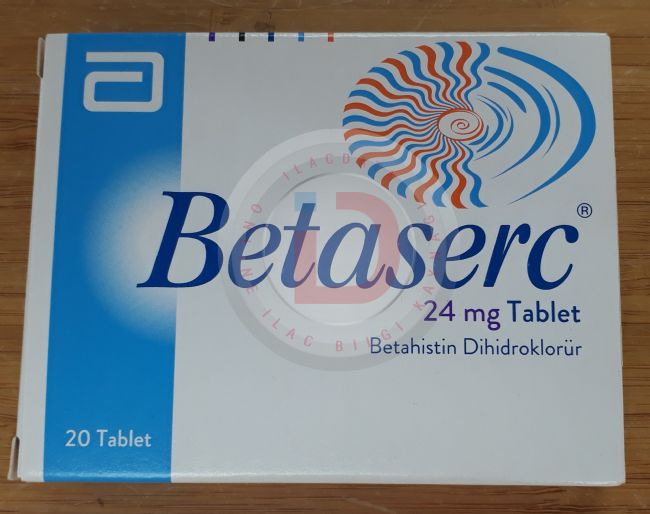 Betaserc®
24 mg Tablet
Betahistin Dihidroklorür
20 Tablet